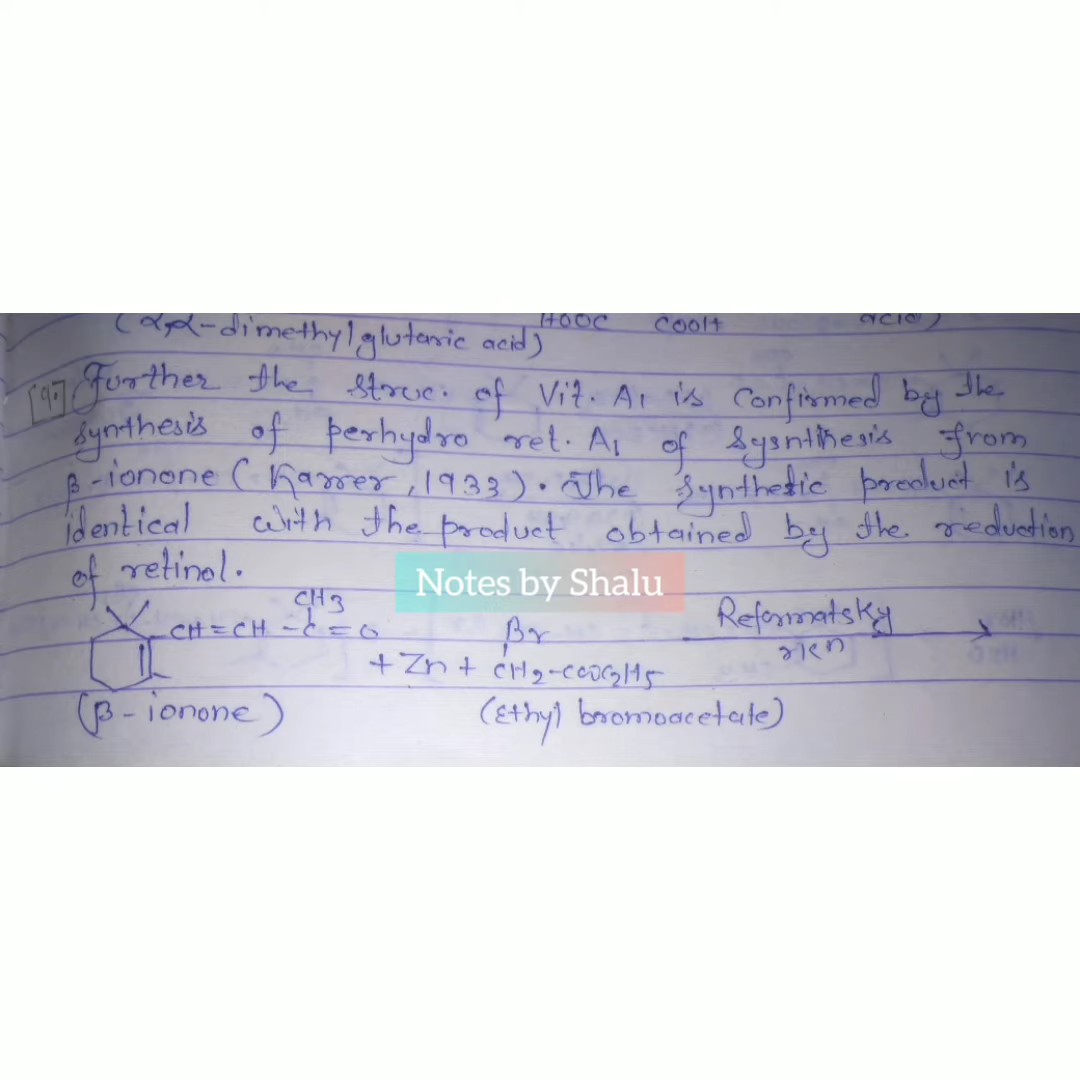 (α,α-dimethylglutaric acid) HOOC COOH acid)
[9.] Further the struc. of Vit. A1 is Confirmed by the
synthesis of perhydro ret. A1 of Sysnthesis from
β-ionone (Karrer, 1933). The Synthetic product is
identical with the product obtained by the reduction
of retinol.
Notes by Shalu
CH3
CH=CH-C=O
Br
Reformatsky
+ Zn + CH2-COOC2H5
rxn
(β-ionone) (Ethyl bromoacetate)